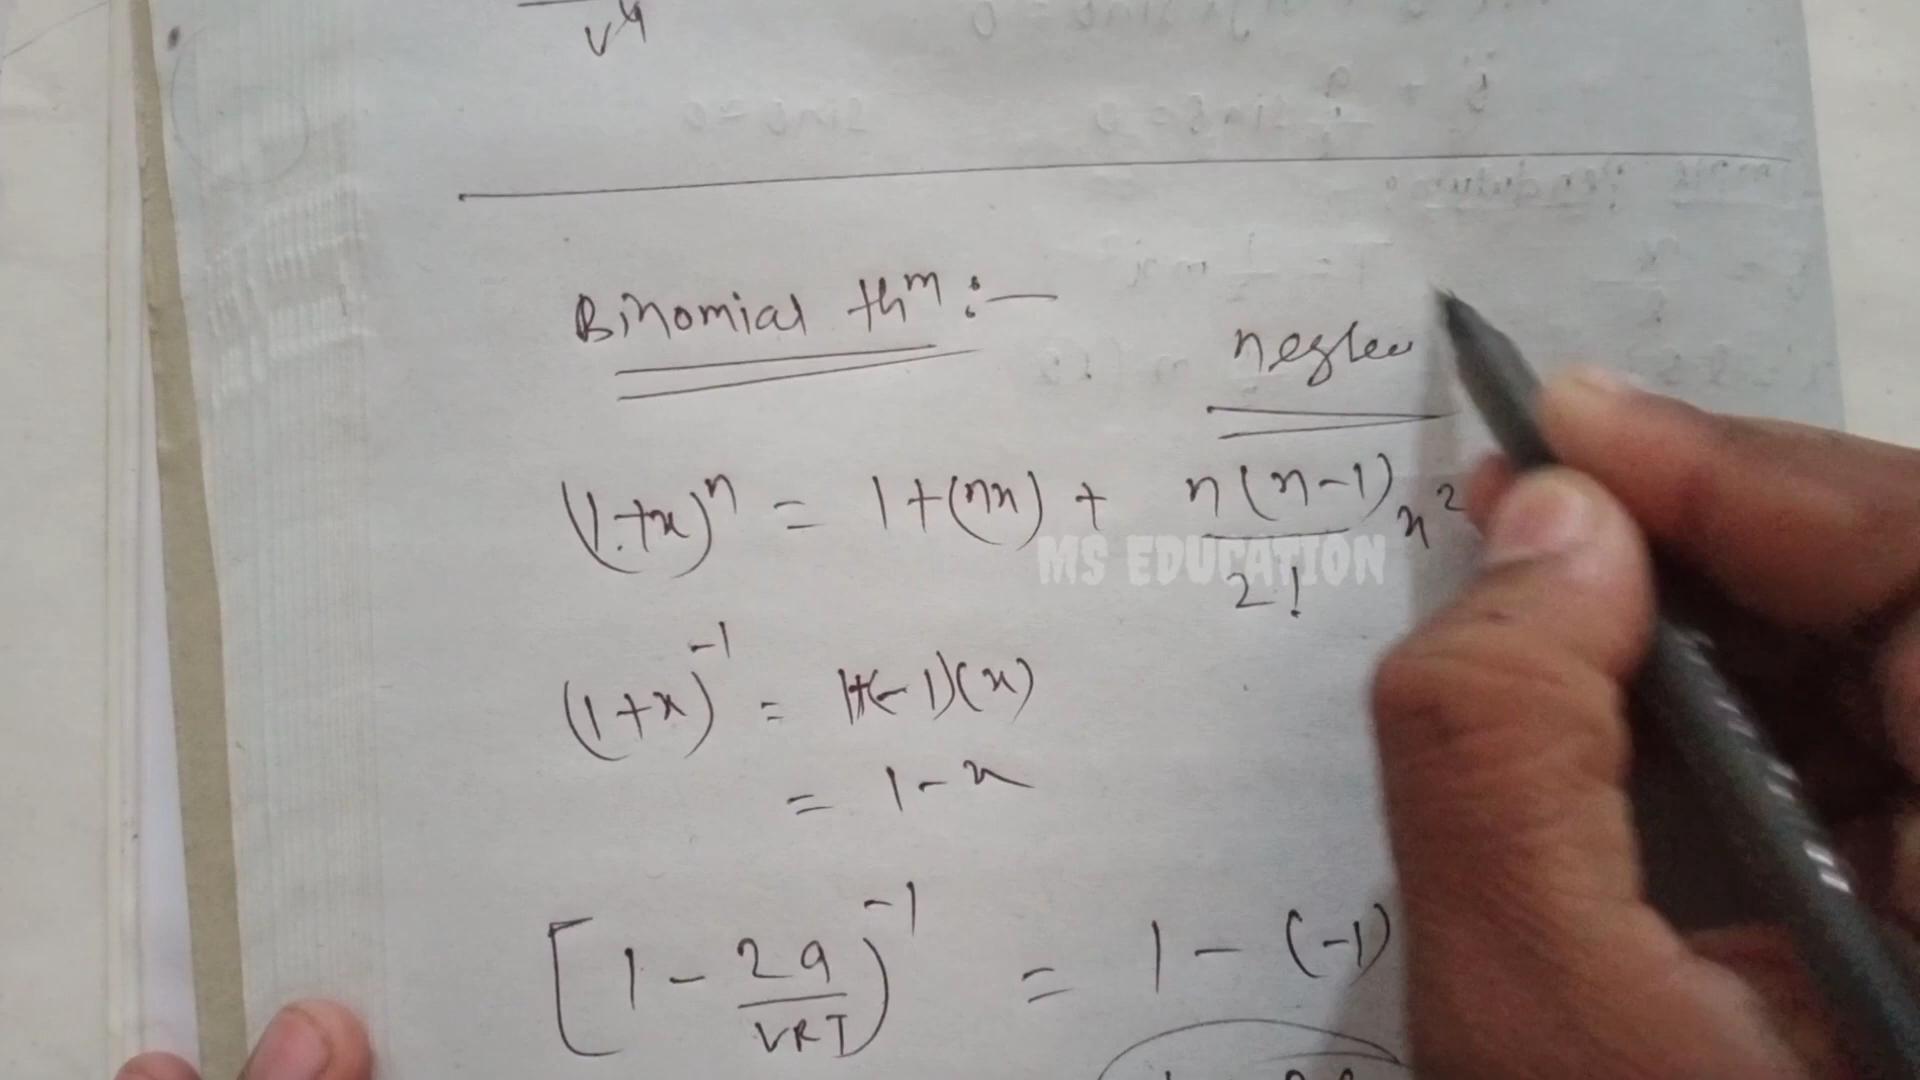 v⁴
Binomial thᵐ :—
neglec
(1+x)ⁿ = 1+(nx) + n(n-1)/2! x²
MS EDUCATION
(1+x)⁻¹ = 1+(-1)(x)
= 1-x
[1 - 2a/VRT)⁻¹ = 1 - (-1)